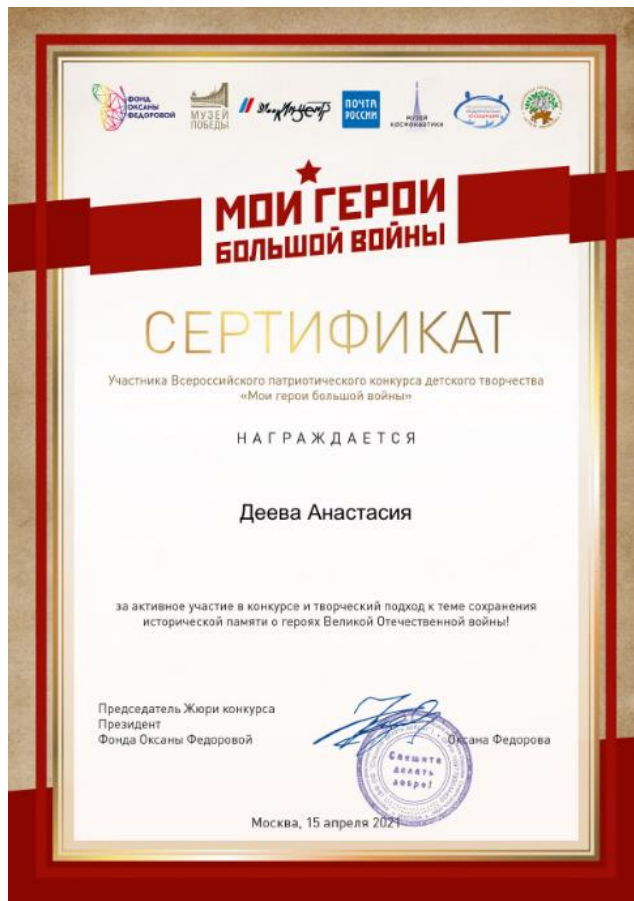 ФОНД
ОКСАНЫ
ФЕДОРОВОЙ
МУЗЕЙ
ПОБЕДЫ
ПОЧТА
РОССИИ
МУЗЕЙ
КОСМОНАВТИКИ
МОИ ГЕРОИ
БОЛЬШОЙ ВОЙНЫ
СЕРТИФИКАТ
Участника Всероссийского патриотического конкурса детского творчества
«Мои герои большой войны»
НАГРАЖДАЕТСЯ
Деева Анастасия
за активное участие в конкурсе и творческий подход к теме сохранения
исторической памяти о героях Великой Отечественной войны!
Председатель Жюри конкурса
Президент
Фонда Оксаны Федоровой
Оксана Федорова
Спешите
делать
добро!
Москва, 15 апреля 2021